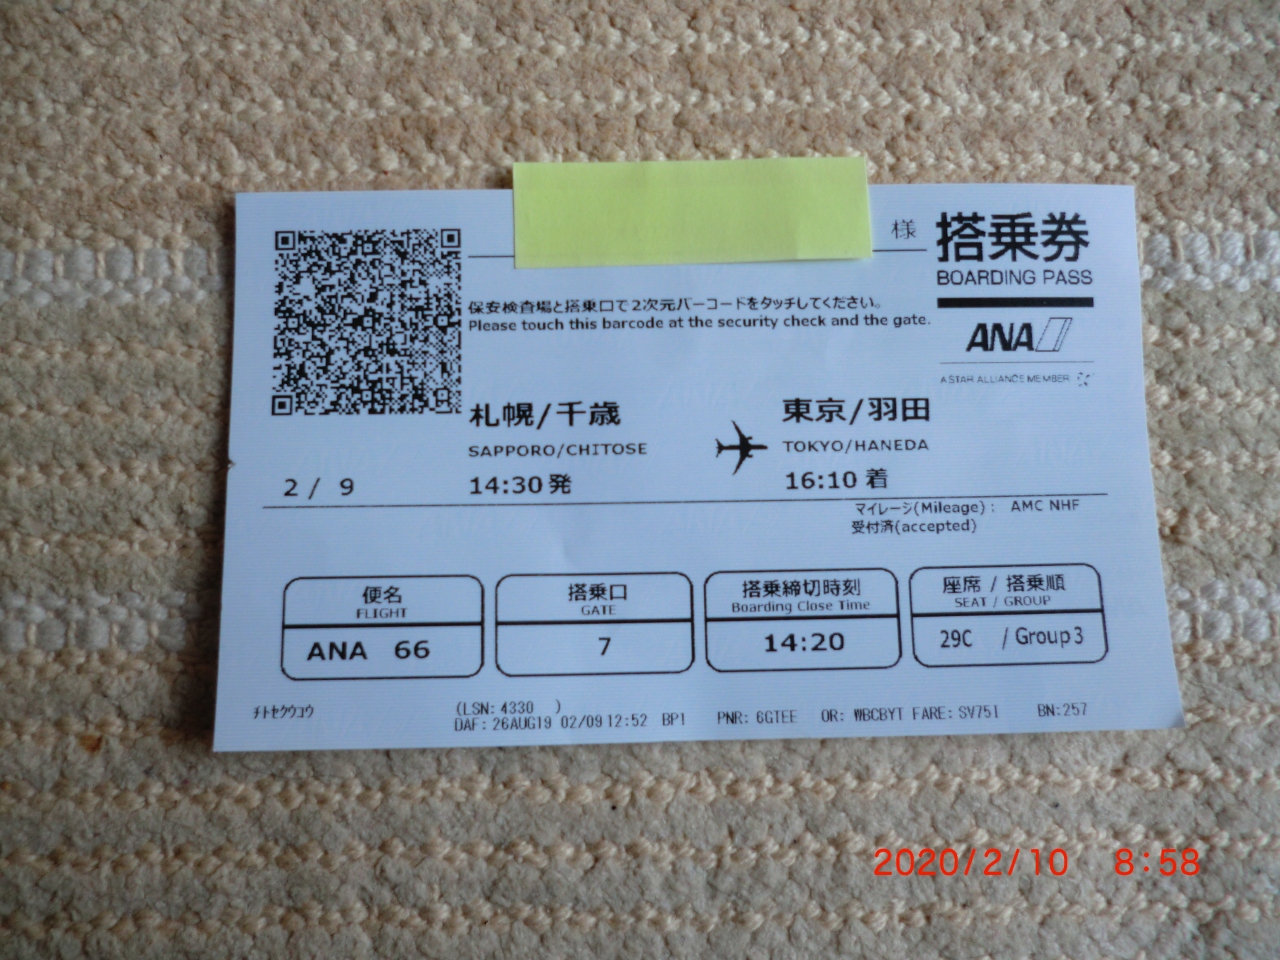 様
搭乗券
BOARDING PASS
保安検査場と搭乗口で2次元バーコードをタッチしてください。
Please touch this barcode at the security check and the gate.
ANA
A STAR ALLIANCE MEMBER
札幌/千歳
東京/羽田
SAPPORO/CHITOSE
TOKYO/HANEDA
2 / 9
14:30 発
16:10 着
マイレージ(Mileage) : AMC NHF
受付済(accepted)
便名
FLIGHT
ANA 66
搭乗口
GATE
7
搭乗締切時刻
Boarding Close Time
14:20
座席 / 搭乗順
SEAT / GROUP
29C / Group 3
チトセクウコウ
(LSN: 4330 )
DAF: 26AUG19 02/09 12:52 BP1 PNR: 6GTEE OR: WBCBYT FARE: SV751 BN:257
2020/2/10 8:58